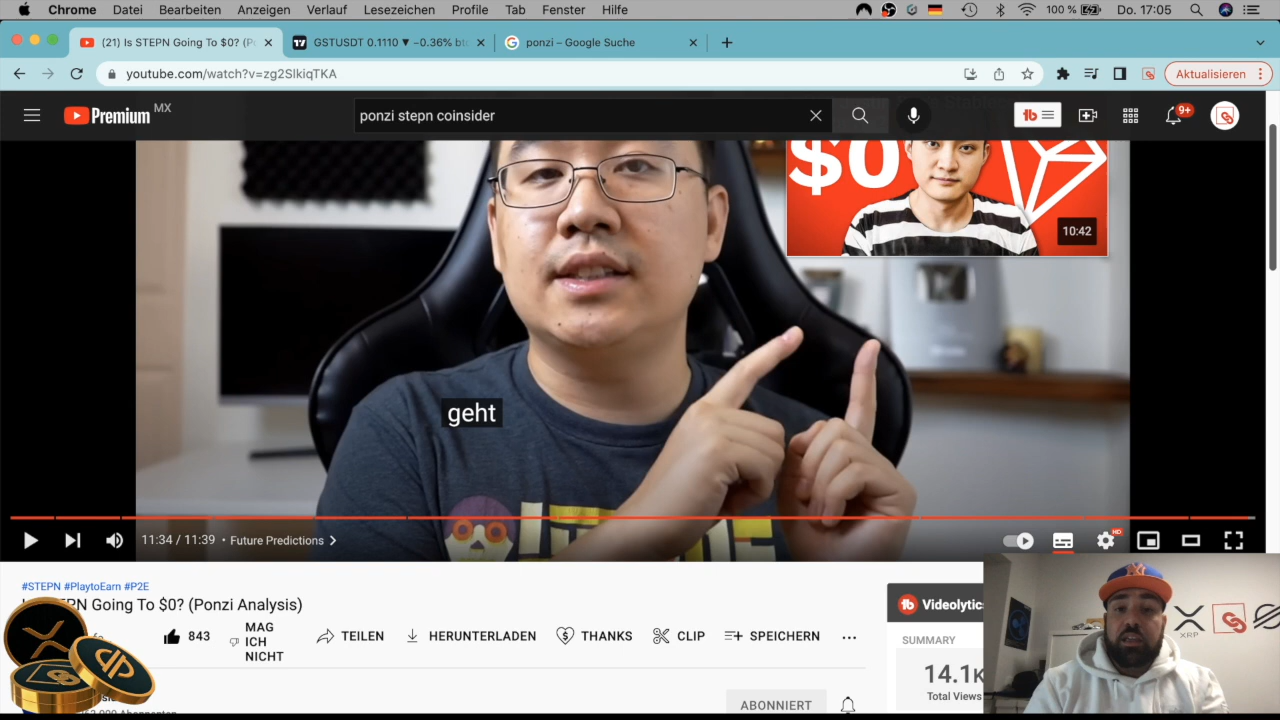 Chrome Datei Bearbeiten Anzeigen Verlauf Lesezeichen Profile Tab Fenster Hilfe 100 % Do. 17:05
(21) Is STEPN Going To $0? (Po
GSTUSDT 0.1110 ▼ −0.36%
ponzi – Google Suche
youtube.com/watch?v=zg2SlkiqTKA
Aktualisieren
Premium MX
ponzi stepn coinsider
9+
$0
10:42
geht
11:34 / 11:39 • Future Predictions
HD
#STEPN #PlaytoEarn #P2E
Going To $0? (Ponzi Analysis)
843
MAG ICH NICHT
TEILEN
HERUNTERLADEN
THANKS
CLIP
SPEICHERN
ABONNIERT
Videolytics
SUMMARY
14.1K
Total Views
XRP